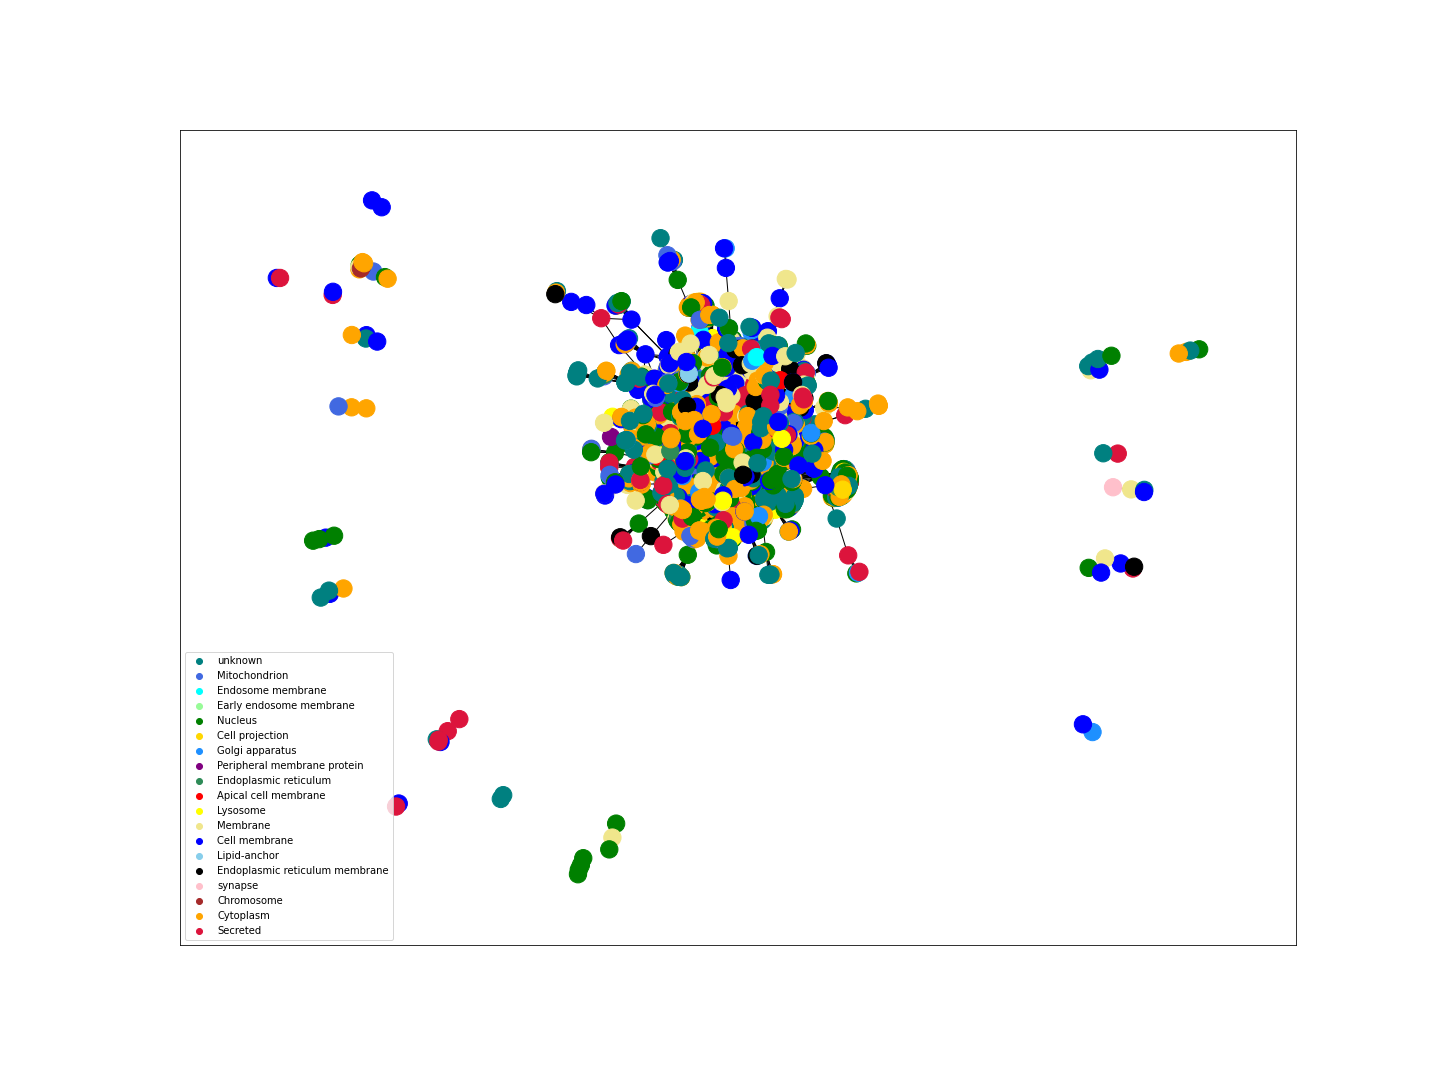 unknown
Mitochondrion
Endosome membrane
Early endosome membrane
Nucleus
Cell projection
Golgi apparatus
Peripheral membrane protein
Endoplasmic reticulum
Apical cell membrane
Lysosome
Membrane
Cell membrane
Lipid-anchor
Endoplasmic reticulum membrane
synapse
Chromosome
Cytoplasm
Secreted